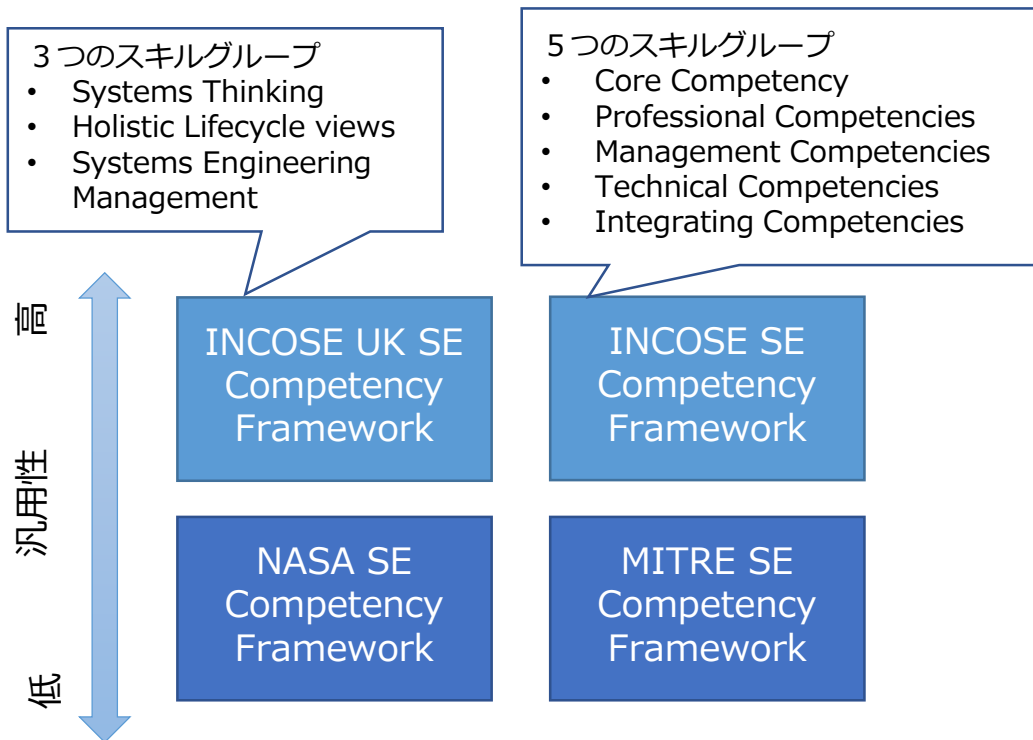 3つのスキルグループ
• Systems Thinking
• Holistic Lifecycle views
• Systems Engineering
Management
5つのスキルグループ
• Core Competency
• Professional Competencies
• Management Competencies
• Technical Competencies
• Integrating Competencies
高
汎用性
低
INCOSE UK SE
Competency
Framework
INCOSE SE
Competency
Framework
NASA SE
Competency
Framework
MITRE SE
Competency
Framework